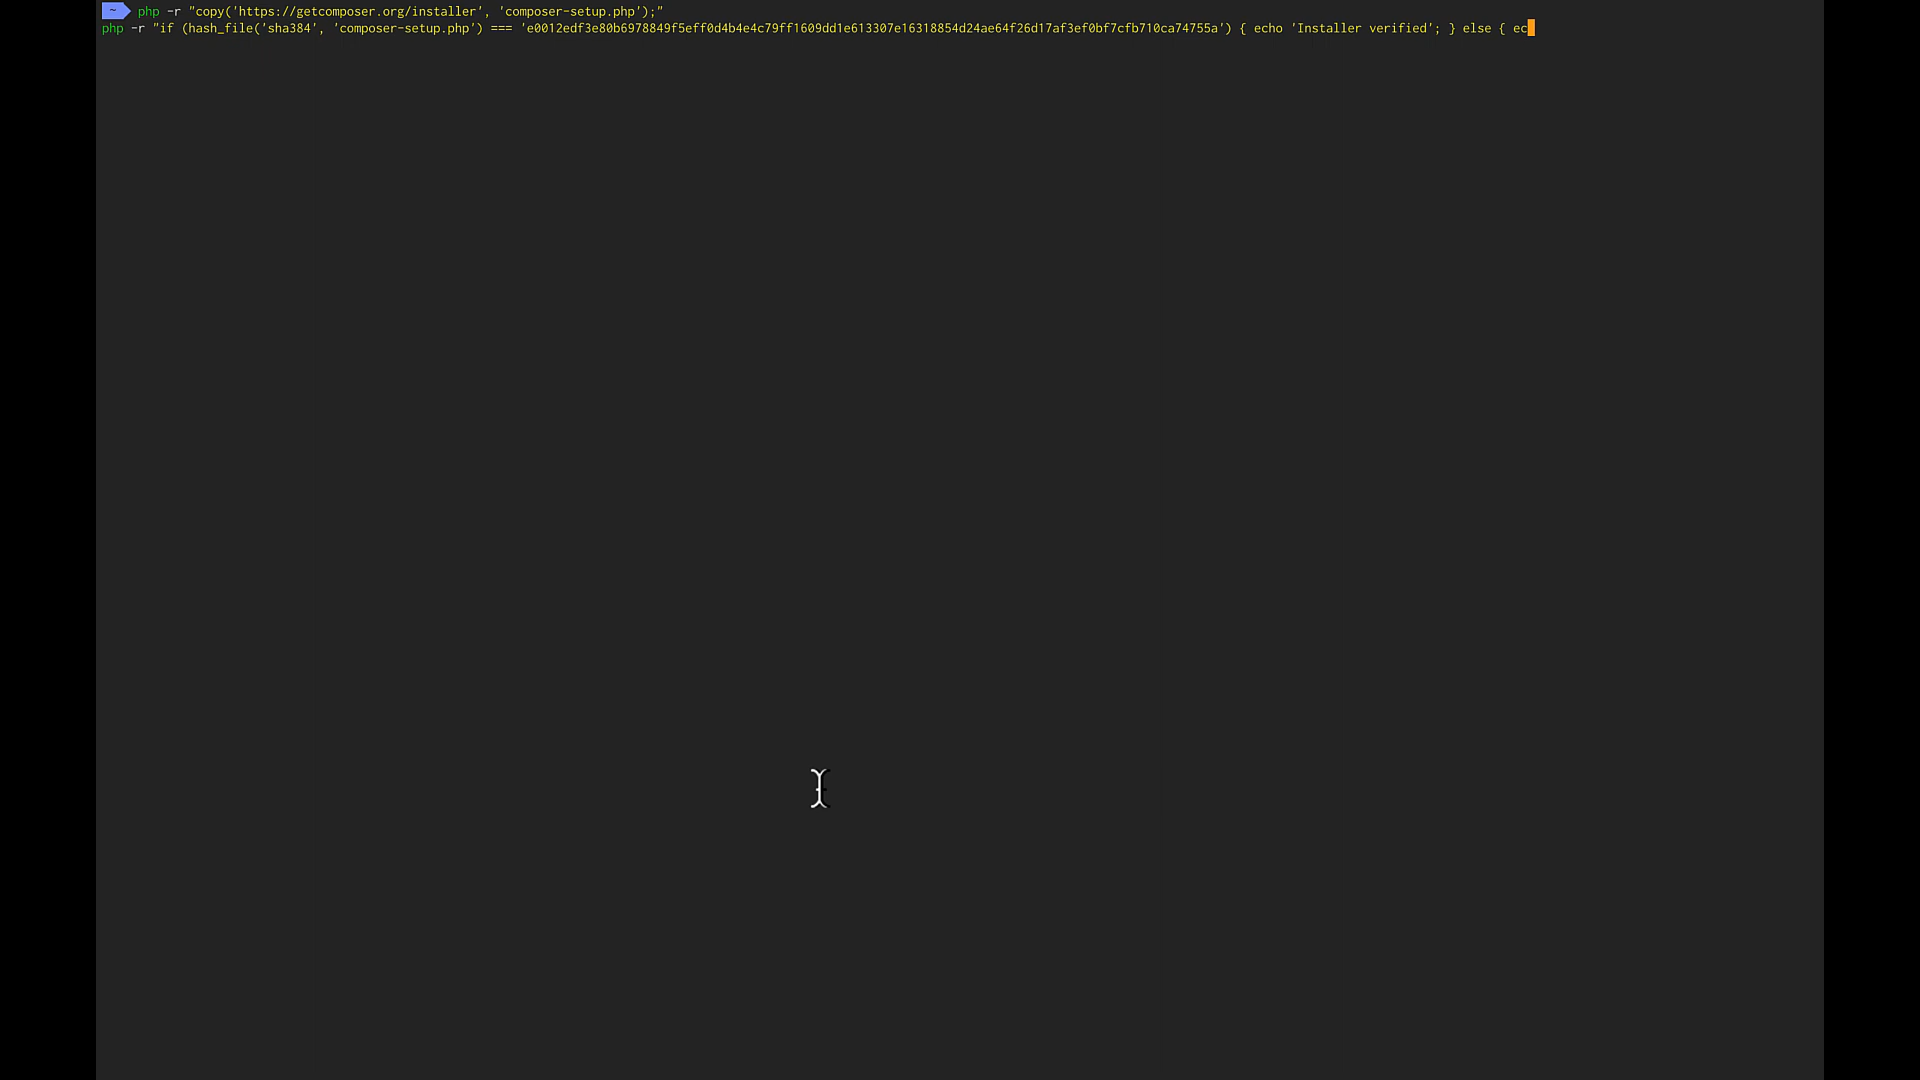 ~ php -r "copy('https://getcomposer.org/installer', 'composer-setup.php');"
php -r "if (hash_file('sha384', 'composer-setup.php') === 'e0012edf3e80b6978849f5eff0d4b4e4c79ff1609dd1e613307e16318854d24ae64f26d17af3ef0bf7cfb710ca74755a') { echo 'Installer verified'; } else { ec